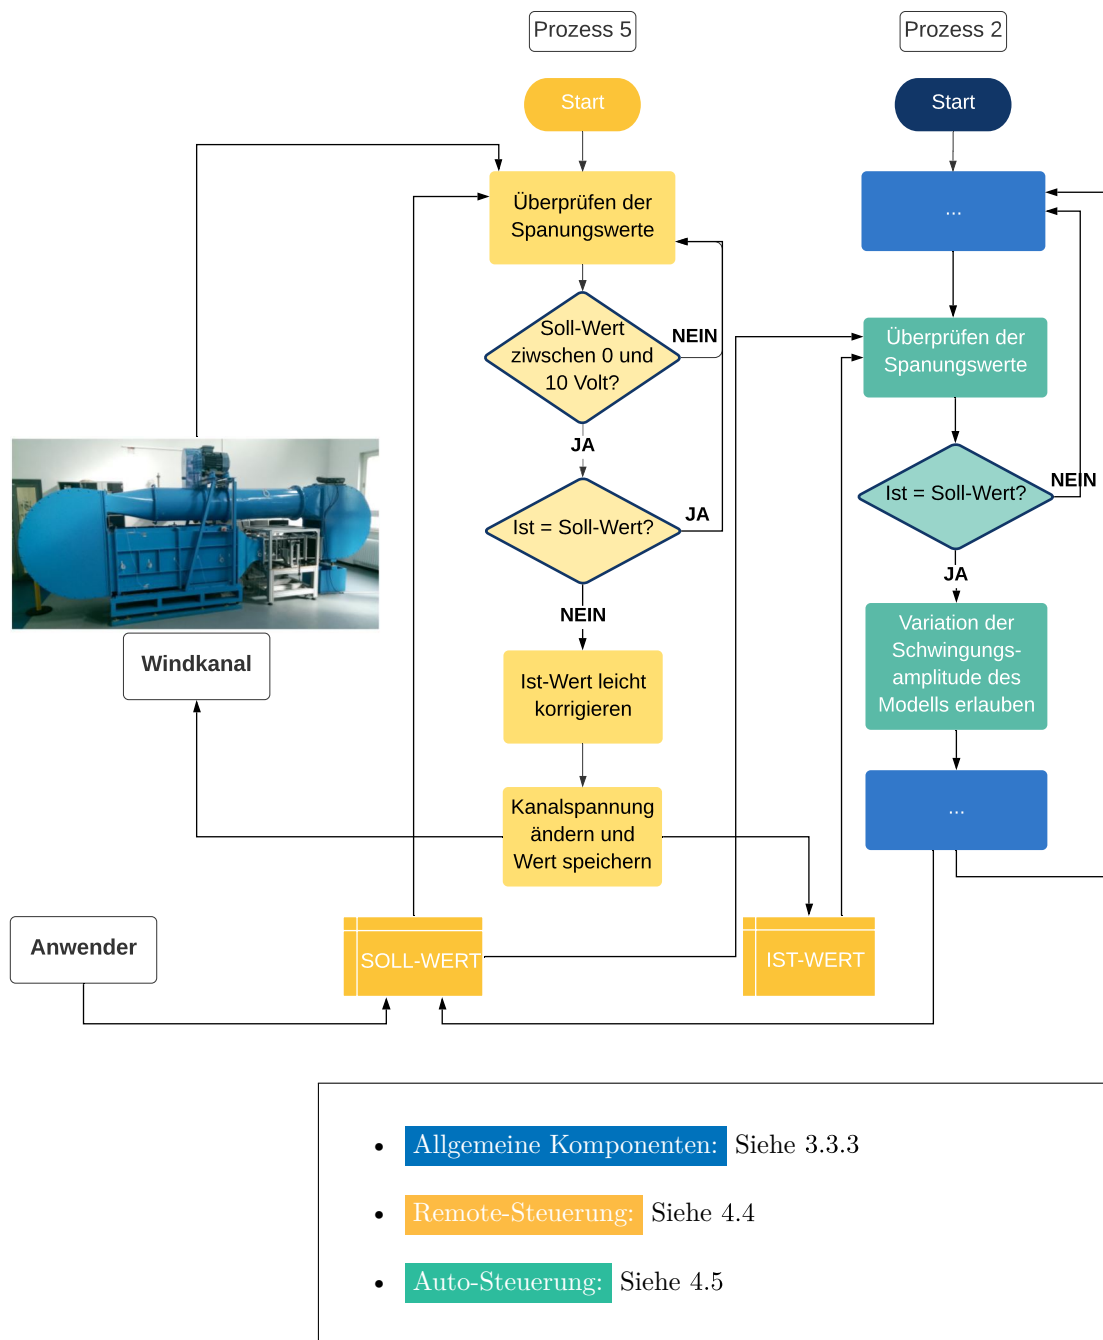 Prozess 5
Prozess 2
Start
Start
Überprüfen der
Spanungswerte
...
Soll-Wert
ziwschen 0 und
10 Volt?
NEIN
JA
Überprüfen der
Spanungswerte
Ist = Soll-Wert?
JA
Ist = Soll-Wert?
NEIN
NEIN
JA
Windkanal
Ist-Wert leicht
korrigieren
Variation der
Schwingungs-
amplitude des
Modells erlauben
Kanalspannung
ändern und
Wert speichern
...
Anwender
SOLL-WERT
IST-WERT
• Allgemeine Komponenten: Siehe 3.3.3
• Remote-Steuerung: Siehe 4.4
• Auto-Steuerung: Siehe 4.5